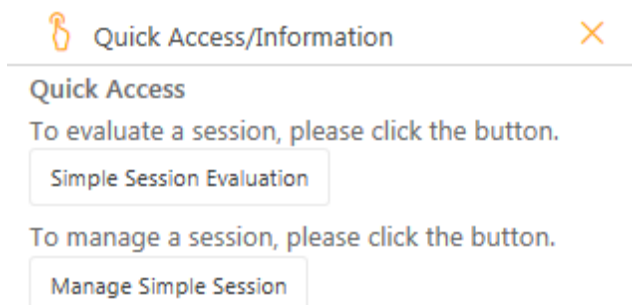 Quick Access/Information
Quick Access
To evaluate a session, please click the button.
Simple Session Evaluation
To manage a session, please click the button.
Manage Simple Session